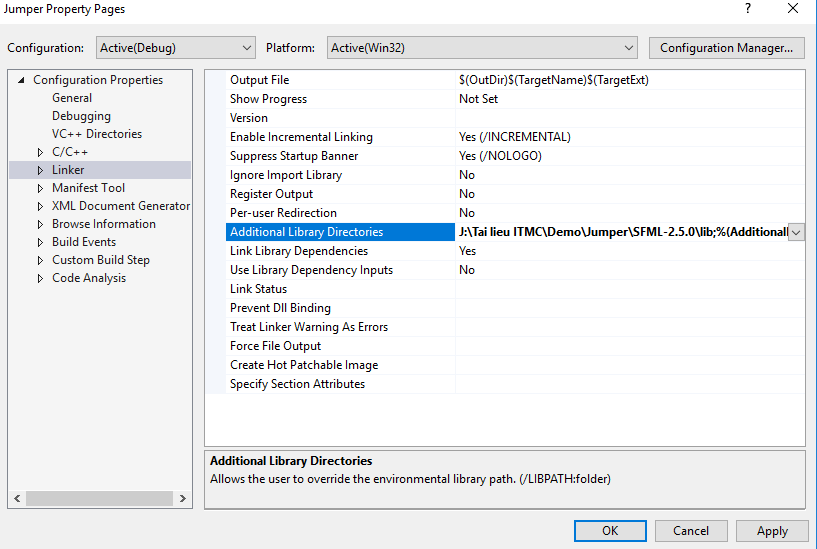 Jumper Property Pages
?
Configuration: Active(Debug) Platform: Active(Win32) Configuration Manager...
Configuration Properties
General
Debugging
VC++ Directories
C/C++
Linker
Manifest Tool
XML Document Generator
Browse Information
Build Events
Custom Build Step
Code Analysis
Output File $(OutDir)$(TargetName)$(TargetExt)
Show Progress Not Set
Version
Enable Incremental Linking Yes (/INCREMENTAL)
Suppress Startup Banner Yes (/NOLOGO)
Ignore Import Library No
Register Output No
Per-user Redirection No
Additional Library Directories J:\Tai lieu ITMC\Demo\Jumper\SFML-2.5.0\lib;%(Additional
Link Library Dependencies Yes
Use Library Dependency Inputs No
Link Status
Prevent Dll Binding
Treat Linker Warning As Errors
Force File Output
Create Hot Patchable Image
Specify Section Attributes
Additional Library Directories
Allows the user to override the environmental library path. (/LIBPATH:folder)
OK Cancel Apply